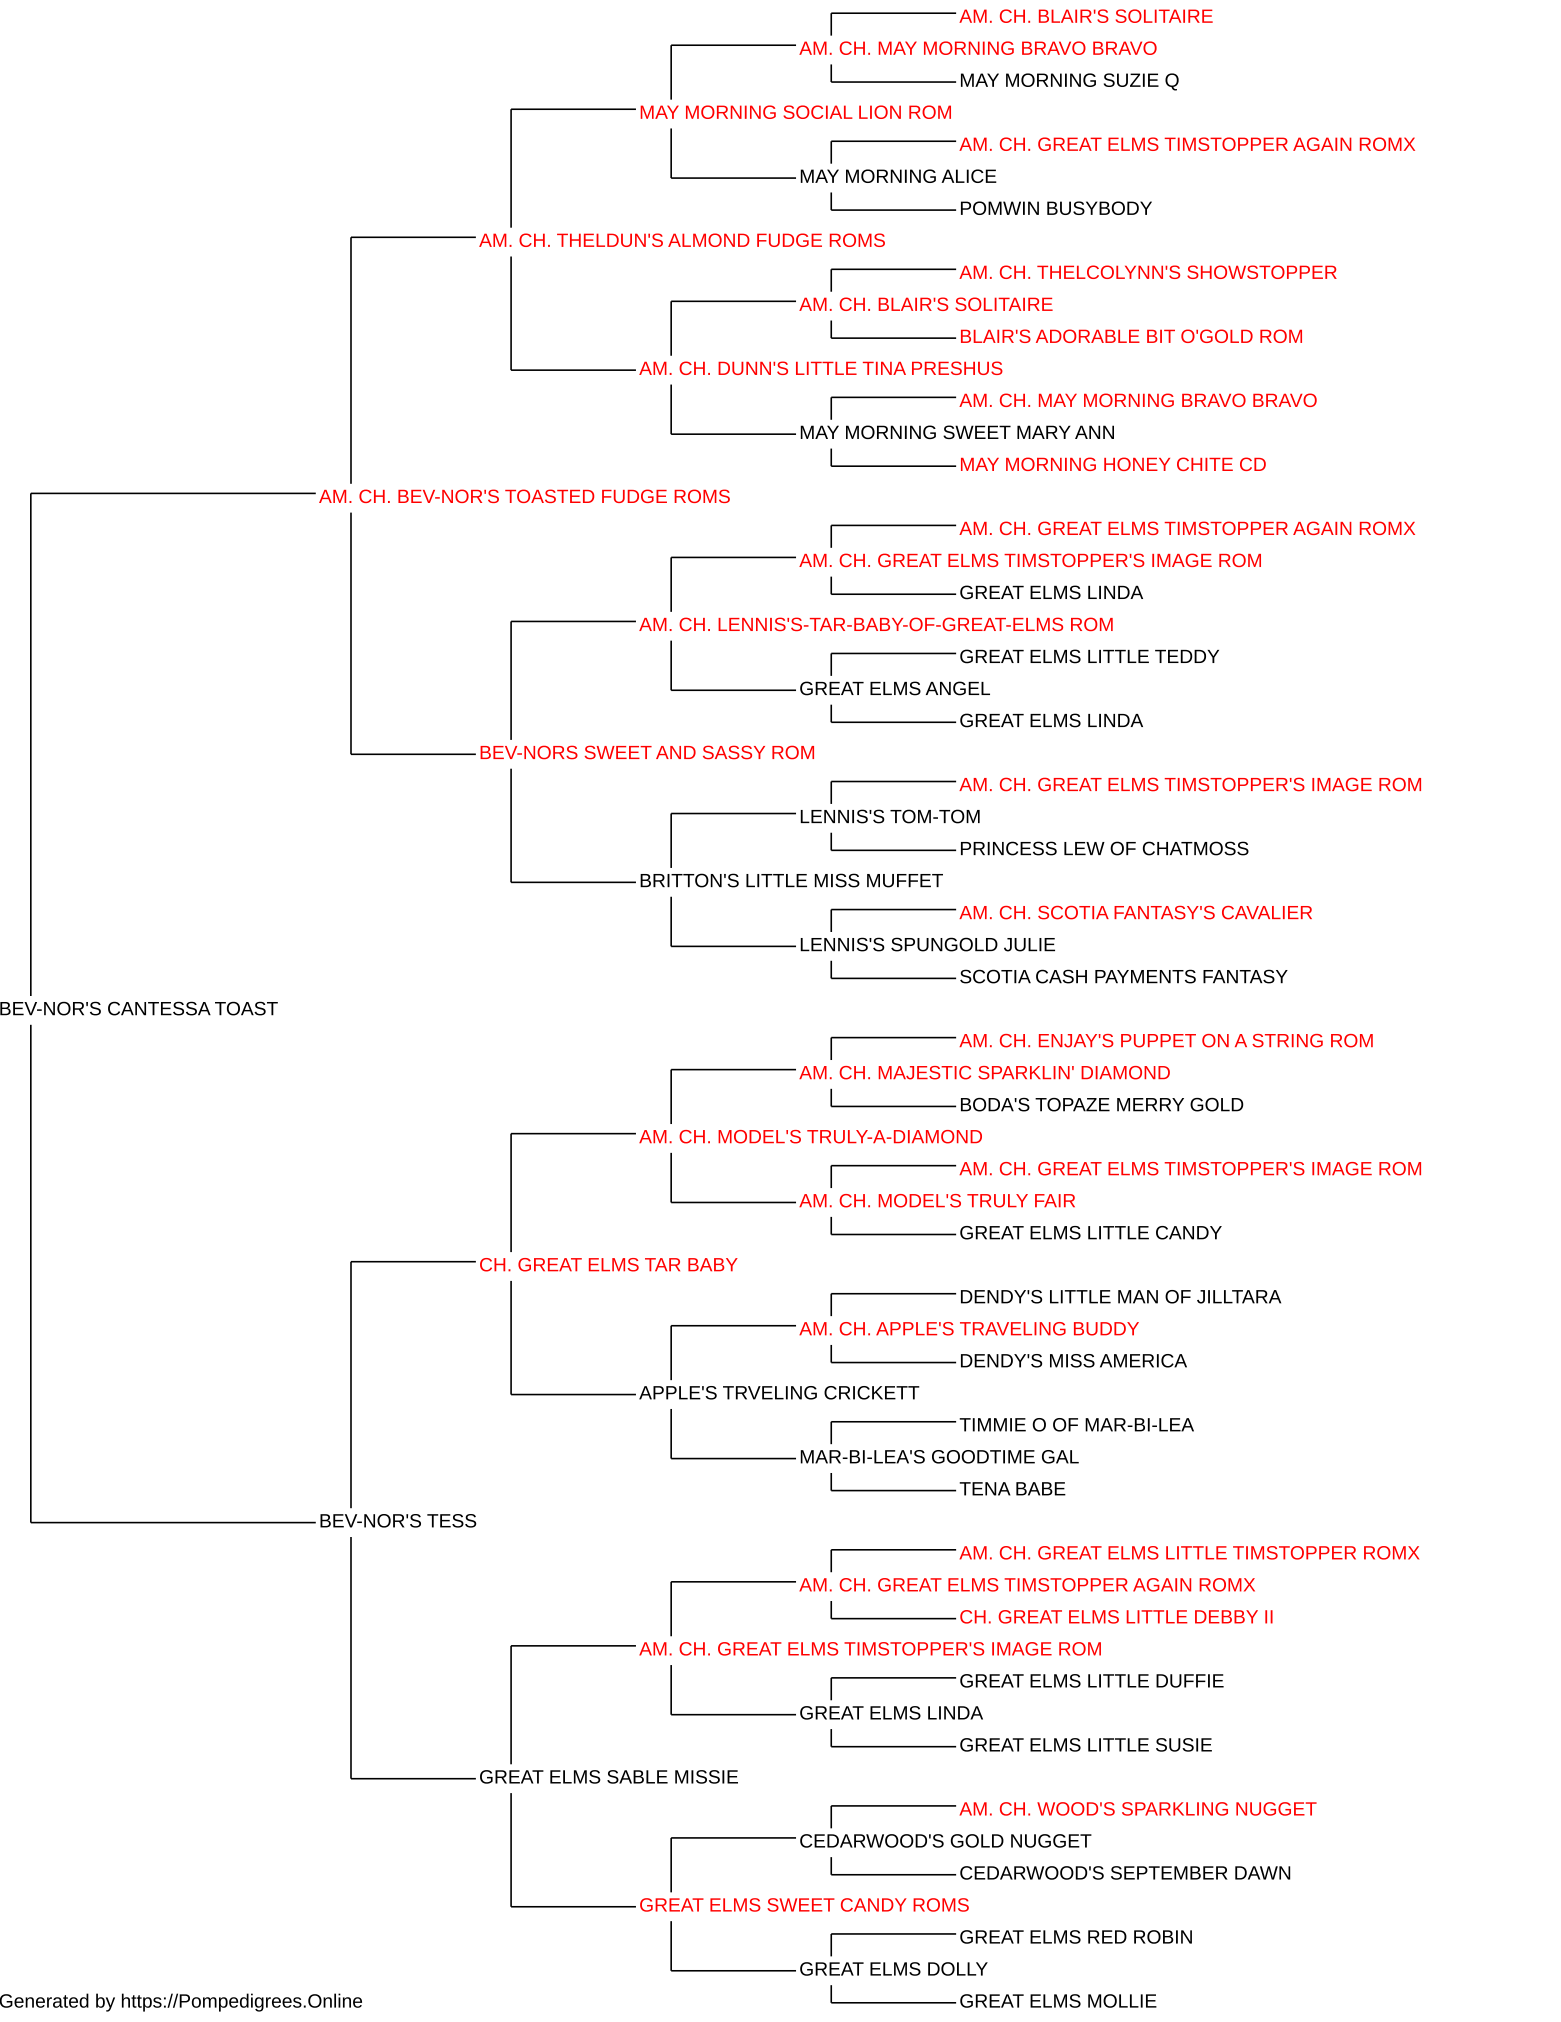 AM. CH. BLAIR'S SOLITAIRE
AM. CH. MAY MORNING BRAVO BRAVO
MAY MORNING SUZIE Q
MAY MORNING SOCIAL LION ROM
AM. CH. GREAT ELMS TIMSTOPPER AGAIN ROMX
MAY MORNING ALICE
POMWIN BUSYBODY
AM. CH. THELDUN'S ALMOND FUDGE ROMS
AM. CH. THELCOLYNN'S SHOWSTOPPER
AM. CH. BLAIR'S SOLITAIRE
BLAIR'S ADORABLE BIT O'GOLD ROM
AM. CH. DUNN'S LITTLE TINA PRESHUS
AM. CH. MAY MORNING BRAVO BRAVO
MAY MORNING SWEET MARY ANN
MAY MORNING HONEY CHITE CD
AM. CH. BEV-NOR'S TOASTED FUDGE ROMS
AM. CH. GREAT ELMS TIMSTOPPER AGAIN ROMX
AM. CH. GREAT ELMS TIMSTOPPER'S IMAGE ROM
GREAT ELMS LINDA
AM. CH. LENNIS'S-TAR-BABY-OF-GREAT-ELMS ROM
GREAT ELMS LITTLE TEDDY
GREAT ELMS ANGEL
GREAT ELMS LINDA
BEV-NORS SWEET AND SASSY ROM
AM. CH. GREAT ELMS TIMSTOPPER'S IMAGE ROM
LENNIS'S TOM-TOM
PRINCESS LEW OF CHATMOSS
BRITTON'S LITTLE MISS MUFFET
AM. CH. SCOTIA FANTASY'S CAVALIER
LENNIS'S SPUNGOLD JULIE
SCOTIA CASH PAYMENTS FANTASY
BEV-NOR'S CANTESSA TOAST
AM. CH. ENJAY'S PUPPET ON A STRING ROM
AM. CH. MAJESTIC SPARKLIN' DIAMOND
BODA'S TOPAZE MERRY GOLD
AM. CH. MODEL'S TRULY-A-DIAMOND
AM. CH. GREAT ELMS TIMSTOPPER'S IMAGE ROM
AM. CH. MODEL'S TRULY FAIR
GREAT ELMS LITTLE CANDY
CH. GREAT ELMS TAR BABY
DENDY'S LITTLE MAN OF JILLTARA
AM. CH. APPLE'S TRAVELING BUDDY
DENDY'S MISS AMERICA
APPLE'S TRVELING CRICKETT
TIMMIE O OF MAR-BI-LEA
MAR-BI-LEA'S GOODTIME GAL
TENA BABE
BEV-NOR'S TESS
AM. CH. GREAT ELMS LITTLE TIMSTOPPER ROMX
AM. CH. GREAT ELMS TIMSTOPPER AGAIN ROMX
CH. GREAT ELMS LITTLE DEBBY II
AM. CH. GREAT ELMS TIMSTOPPER'S IMAGE ROM
GREAT ELMS LITTLE DUFFIE
GREAT ELMS LINDA
GREAT ELMS LITTLE SUSIE
GREAT ELMS SABLE MISSIE
AM. CH. WOOD'S SPARKLING NUGGET
CEDARWOOD'S GOLD NUGGET
CEDARWOOD'S SEPTEMBER DAWN
GREAT ELMS SWEET CANDY ROMS
GREAT ELMS RED ROBIN
GREAT ELMS DOLLY
GREAT ELMS MOLLIE
Generated by https://Pompedigrees.Online